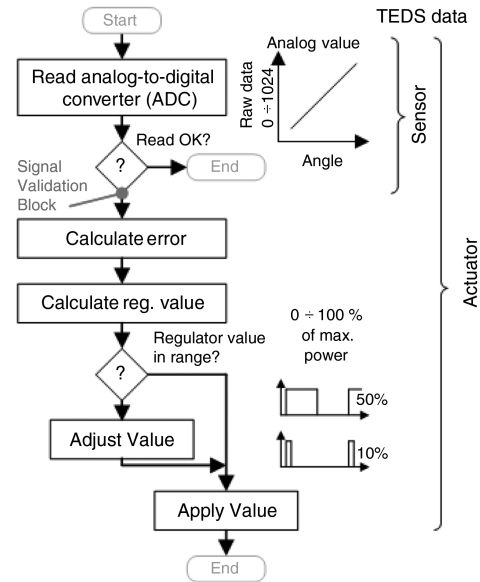 Start
TEDS data
Read analog-to-digital
converter (ADC)
Analog value
Raw data
0 ÷1024
Angle
Sensor
Read OK?
?
End
Signal
Validation
Block
Calculate error
Calculate reg. value
Actuator
Regulator value
in range?
?
0 ÷ 100 %
of max.
power
50%
Adjust Value
10%
Apply Value
End